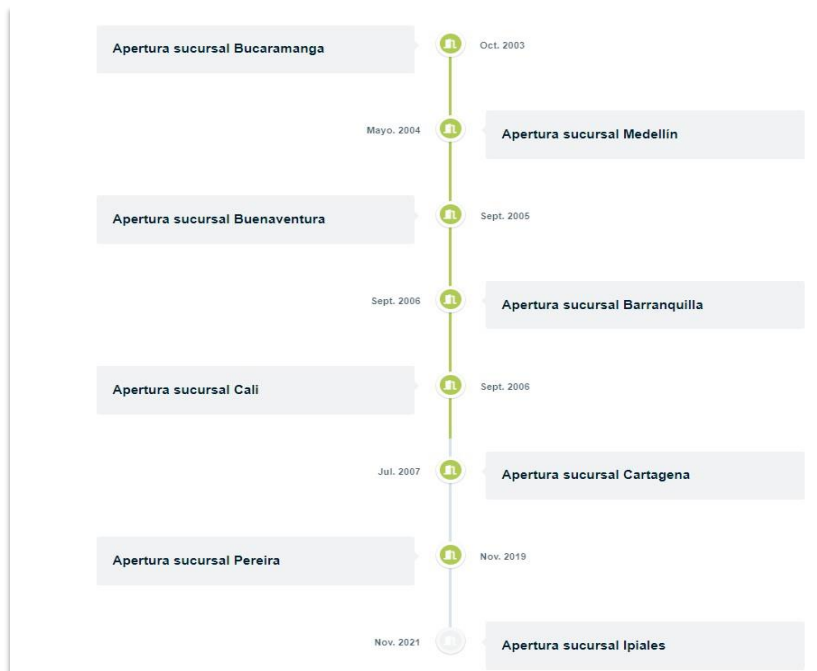 Apertura sucursal Bucaramanga
Oct. 2003
Mayo. 2004
Apertura sucursal Medellín
Apertura sucursal Buenaventura
Sept. 2005
Sept. 2006
Apertura sucursal Barranquilla
Apertura sucursal Cali
Sept. 2006
Jul. 2007
Apertura sucursal Cartagena
Apertura sucursal Pereira
Nov. 2019
Nov. 2021
Apertura sucursal Ipiales